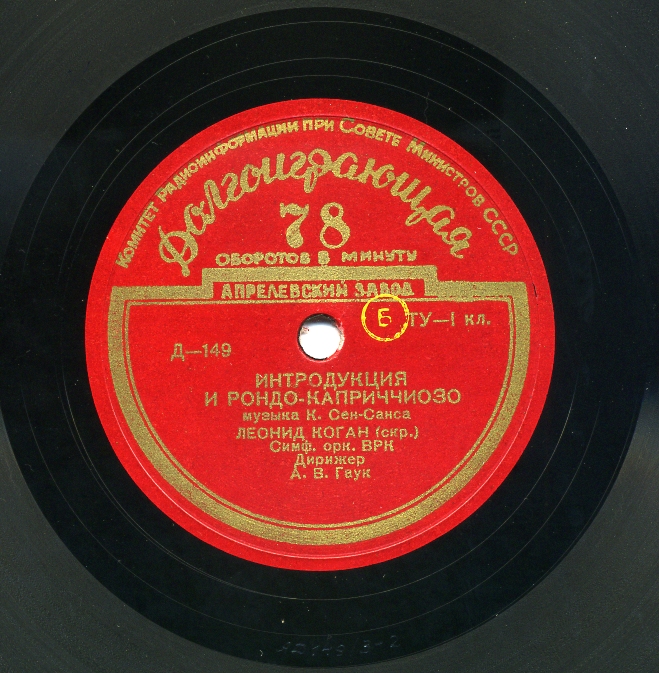 Комитет Радиоинформации при Совете Министров СССР
Долгоиграющая
78
ОБОРОТОВ В МИНУТУ
АПРЕЛЕВСКИЙ ЗАВОД
Б ТУ—I кл.
Д—149
ИНТРОДУКЦИЯ
И РОНДО-КАПРИЧЧИОЗО
музыка К. Сен-Санса
ЛЕОНИД КОГАН (скр.)
Симф. орк. ВРК
Дирижер
А. В. Гаук